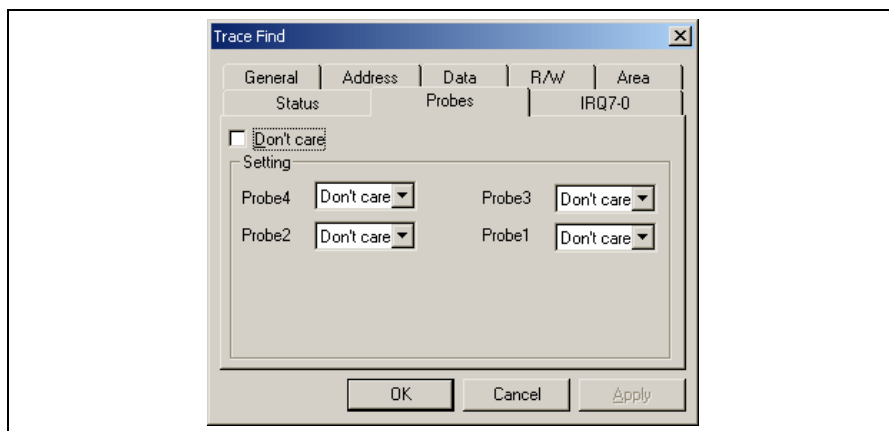 Trace Find
General Address Data R/W Area
Status Probes IRQ7-0
Don't care
Setting
Probe4 Don't care Probe3 Don't care
Probe2 Don't care Probe1 Don't care
OK Cancel Apply